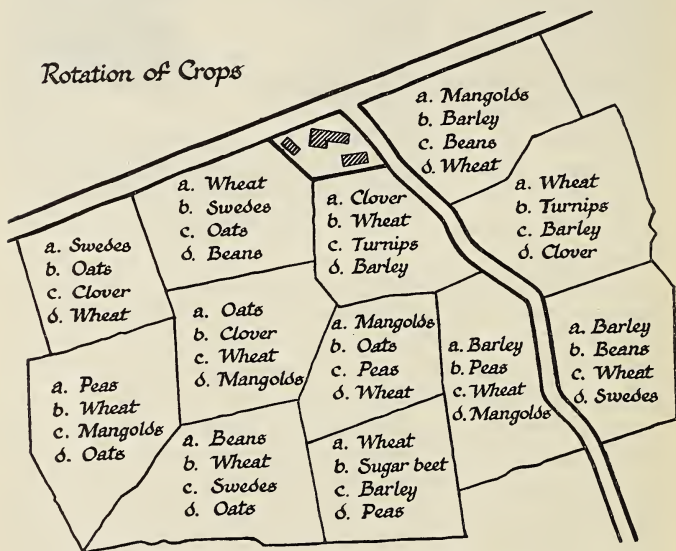 Rotation of Crops
a. Mangolds
b. Barley
c. Beans
d. Wheat
a. Wheat
b. Swedes
c. Oats
d. Beans
a. Clover
b. Wheat
c. Turnips
d. Barley
a. Wheat
b. Turnips
c. Barley
d. Clover
a. Swedes
b. Oats
c. Clover
d. Wheat
a. Oats
b. Clover
c. Wheat
d. Mangolds
a. Mangolds
b. Oats
c. Peas
d. Wheat
a. Barley
b. Peas
c. Wheat
d. Mangolds
a. Barley
b. Beans
c. Wheat
d. Swedes
a. Peas
b. Wheat
c. Mangolds
d. Oats
a. Beans
b. Wheat
c. Swedes
d. Oats
a. Wheat
b. Sugar beet
c. Barley
d. Peas